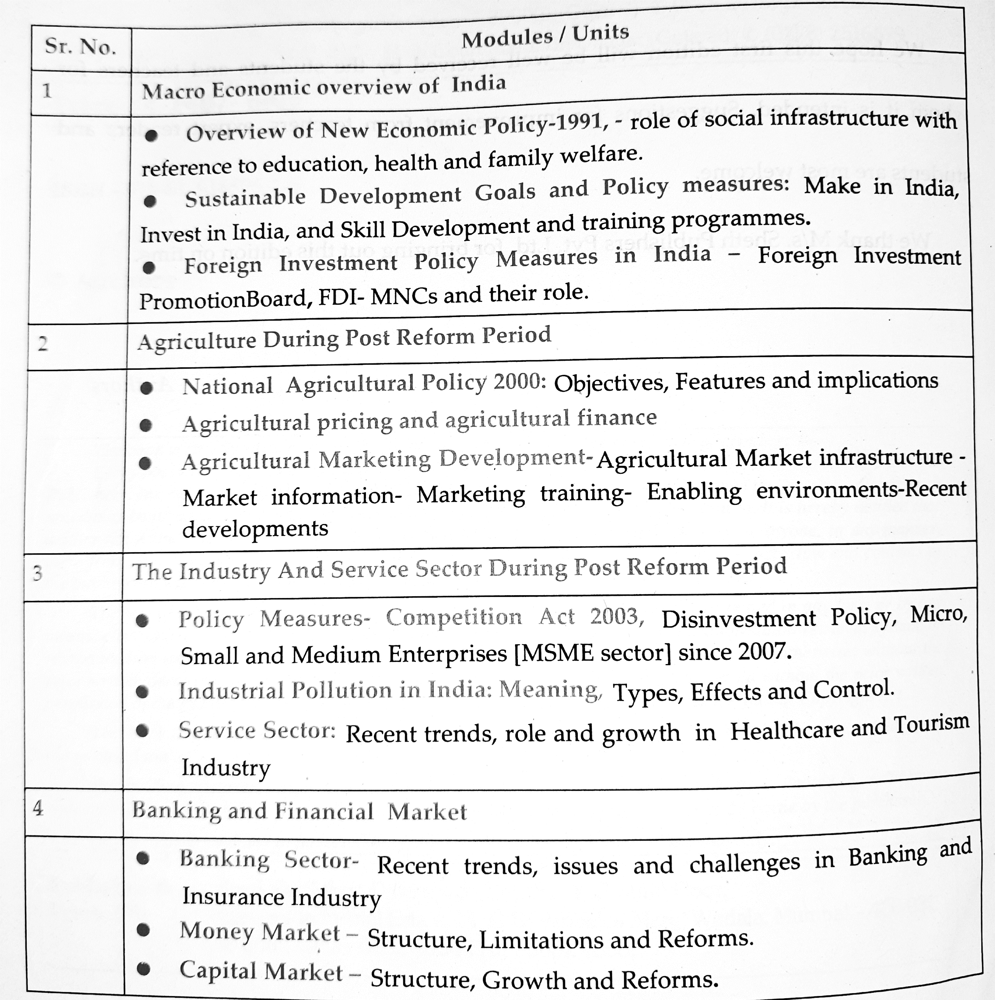 Sr. No.
Modules / Units
1
Macro Economic overview of India
● Overview of New Economic Policy-1991, - role of social infrastructure with
reference to education, health and family welfare.
● Sustainable Development Goals and Policy measures: Make in India,
Invest in India, and Skill Development and training programmes.
● Foreign Investment Policy Measures in India – Foreign Investment
PromotionBoard, FDI- MNCs and their role.
2
Agriculture During Post Reform Period
● National Agricultural Policy 2000: Objectives, Features and implications
● Agricultural pricing and agricultural finance
● Agricultural Marketing Development- Agricultural Market infrastructure -
Market information- Marketing training- Enabling environments-Recent
developments
3
The Industry And Service Sector During Post Reform Period
● Policy Measures- Competition Act 2003, Disinvestment Policy, Micro,
Small and Medium Enterprises [MSME sector] since 2007.
● Industrial Pollution in India: Meaning, Types, Effects and Control.
● Service Sector: Recent trends, role and growth in Healthcare and Tourism
Industry
4
Banking and Financial Market
● Banking Sector- Recent trends, issues and challenges in Banking and
Insurance Industry
● Money Market – Structure, Limitations and Reforms.
● Capital Market – Structure, Growth and Reforms.